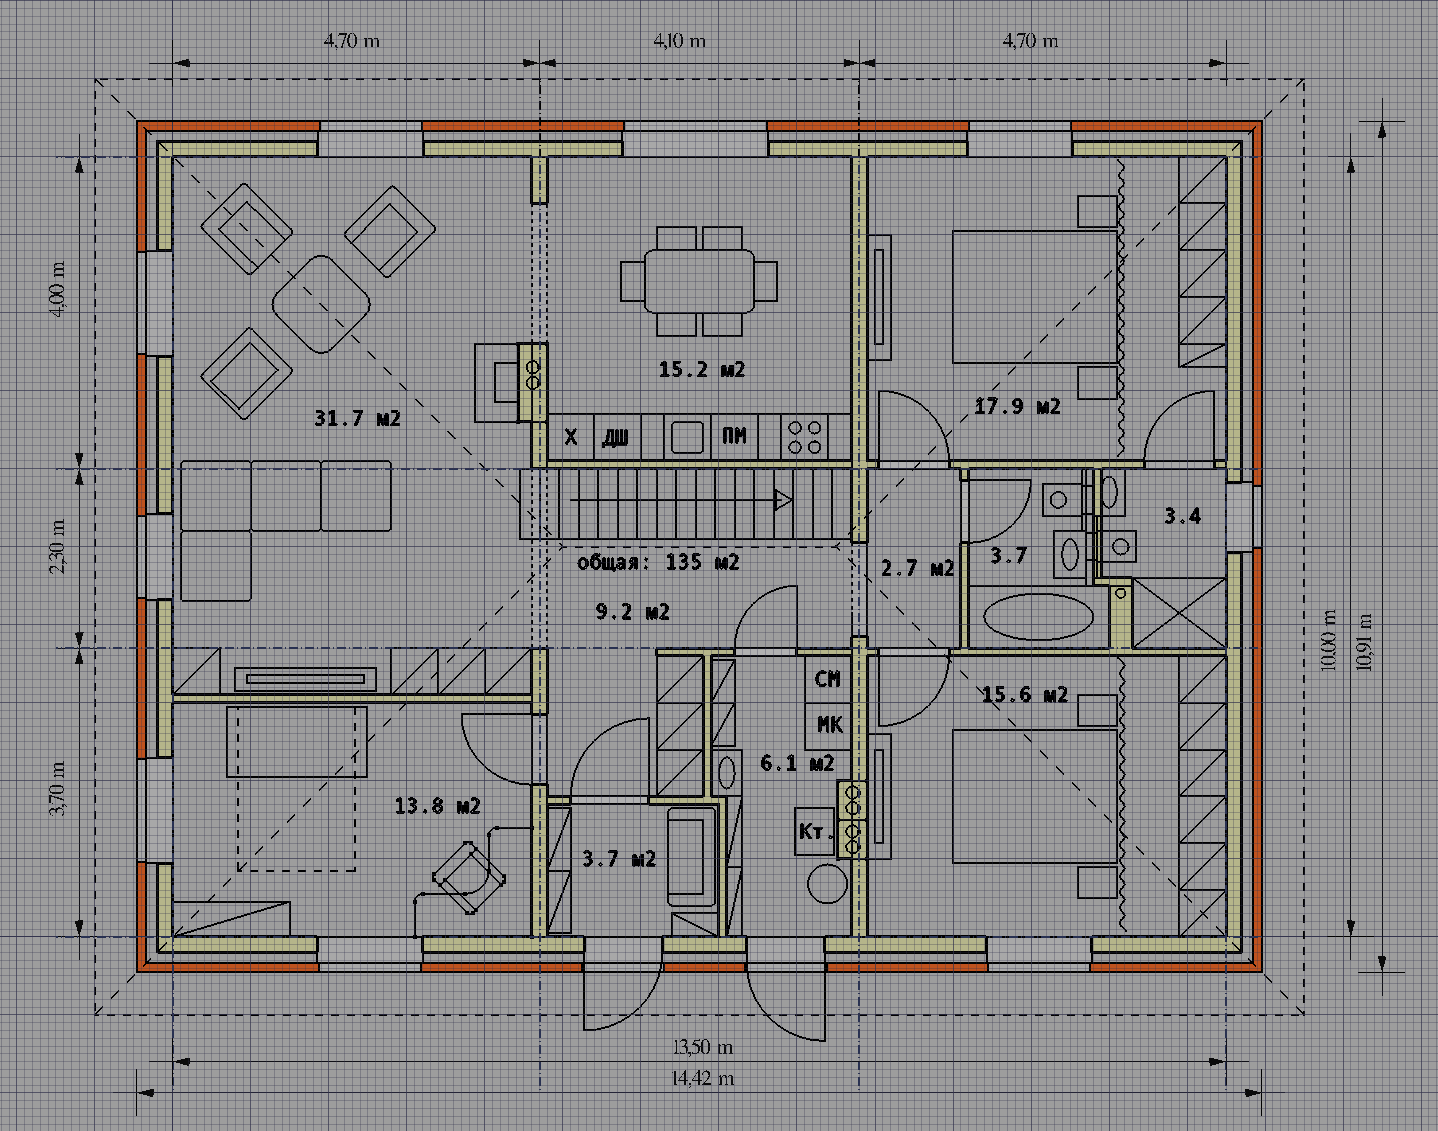 4,70 m
4,10 m
4,70 m
4,00 m
15.2 м2
31.7 м2
17.9 м2
Х
ДШ
ПМ
2,30 m
3.4
общая: 135 м2
2.7 м2
3.7
9.2 м2
10,00 m
10,91 m
СМ
15.6 м2
МК
3,70 m
6.1 м2
13.8 м2
Кт.
3.7 м2
13,50 m
14,42 m